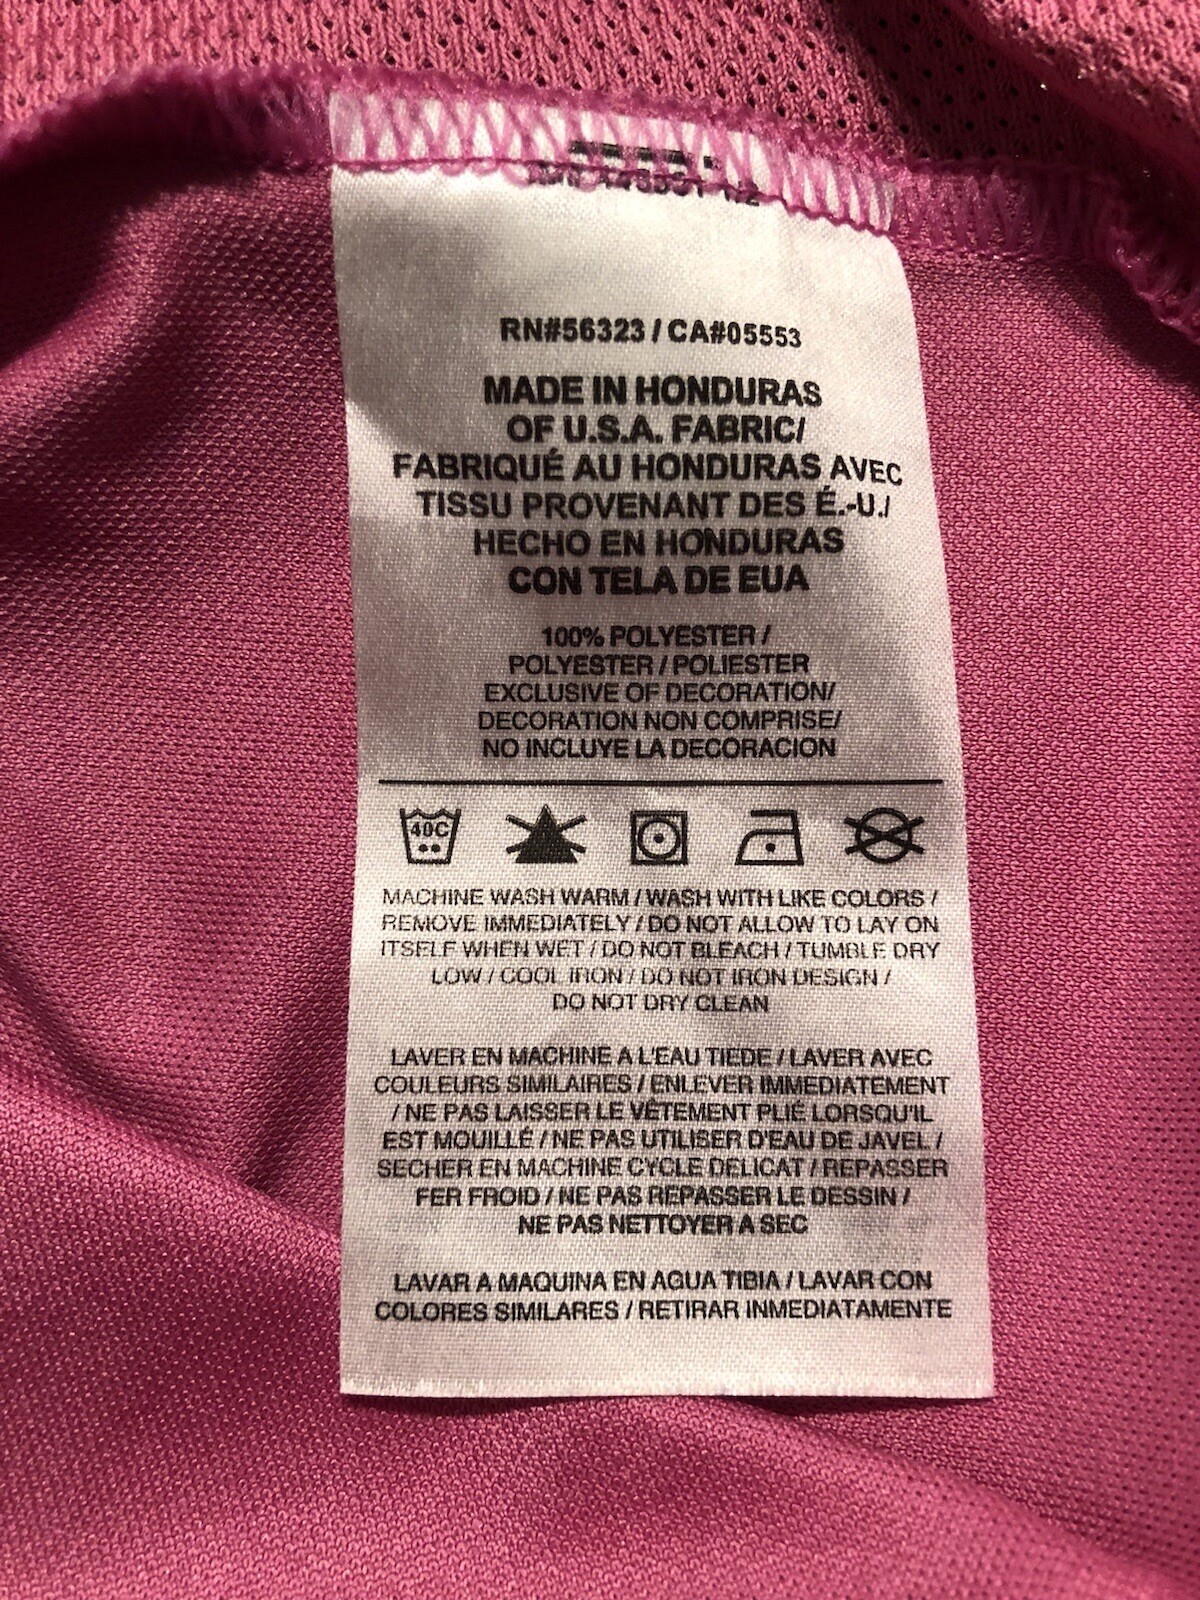 RN#56323 / CA#05553
MADE IN HONDURAS
OF U.S.A. FABRIC/
FABRIQUÉ AU HONDURAS AVEC
TISSU PROVENANT DES É.-U./
HECHO EN HONDURAS
CON TELA DE EUA
100% POLYESTER /
POLYESTER / POLIESTER
EXCLUSIVE OF DECORATION/
DECORATION NON COMPRISE/
NO INCLUYE LA DECORACION
40C
MACHINE WASH WARM / WASH WITH LIKE COLORS /
REMOVE IMMEDIATELY / DO NOT ALLOW TO LAY ON
ITSELF WHEN WET / DO NOT BLEACH / TUMBLE DRY
LOW / COOL IRON / DO NOT IRON DESIGN /
DO NOT DRY CLEAN
LAVER EN MACHINE A L'EAU TIEDE / LAVER AVEC
COULEURS SIMILAIRES / ENLEVER IMMEDIATEMENT
/ NE PAS LAISSER LE VÊTEMENT PLIÉ LORSQU'IL
EST MOUILLÉ / NE PAS UTILISER D'EAU DE JAVEL /
SECHER EN MACHINE CYCLE DELICAT / REPASSER
FER FROID / NE PAS REPASSER LE DESSIN /
NE PAS NETTOYER A SEC
LAVAR A MAQUINA EN AGUA TIBIA / LAVAR CON
COLORES SIMILARES / RETIRAR INMEDIATAMENTE